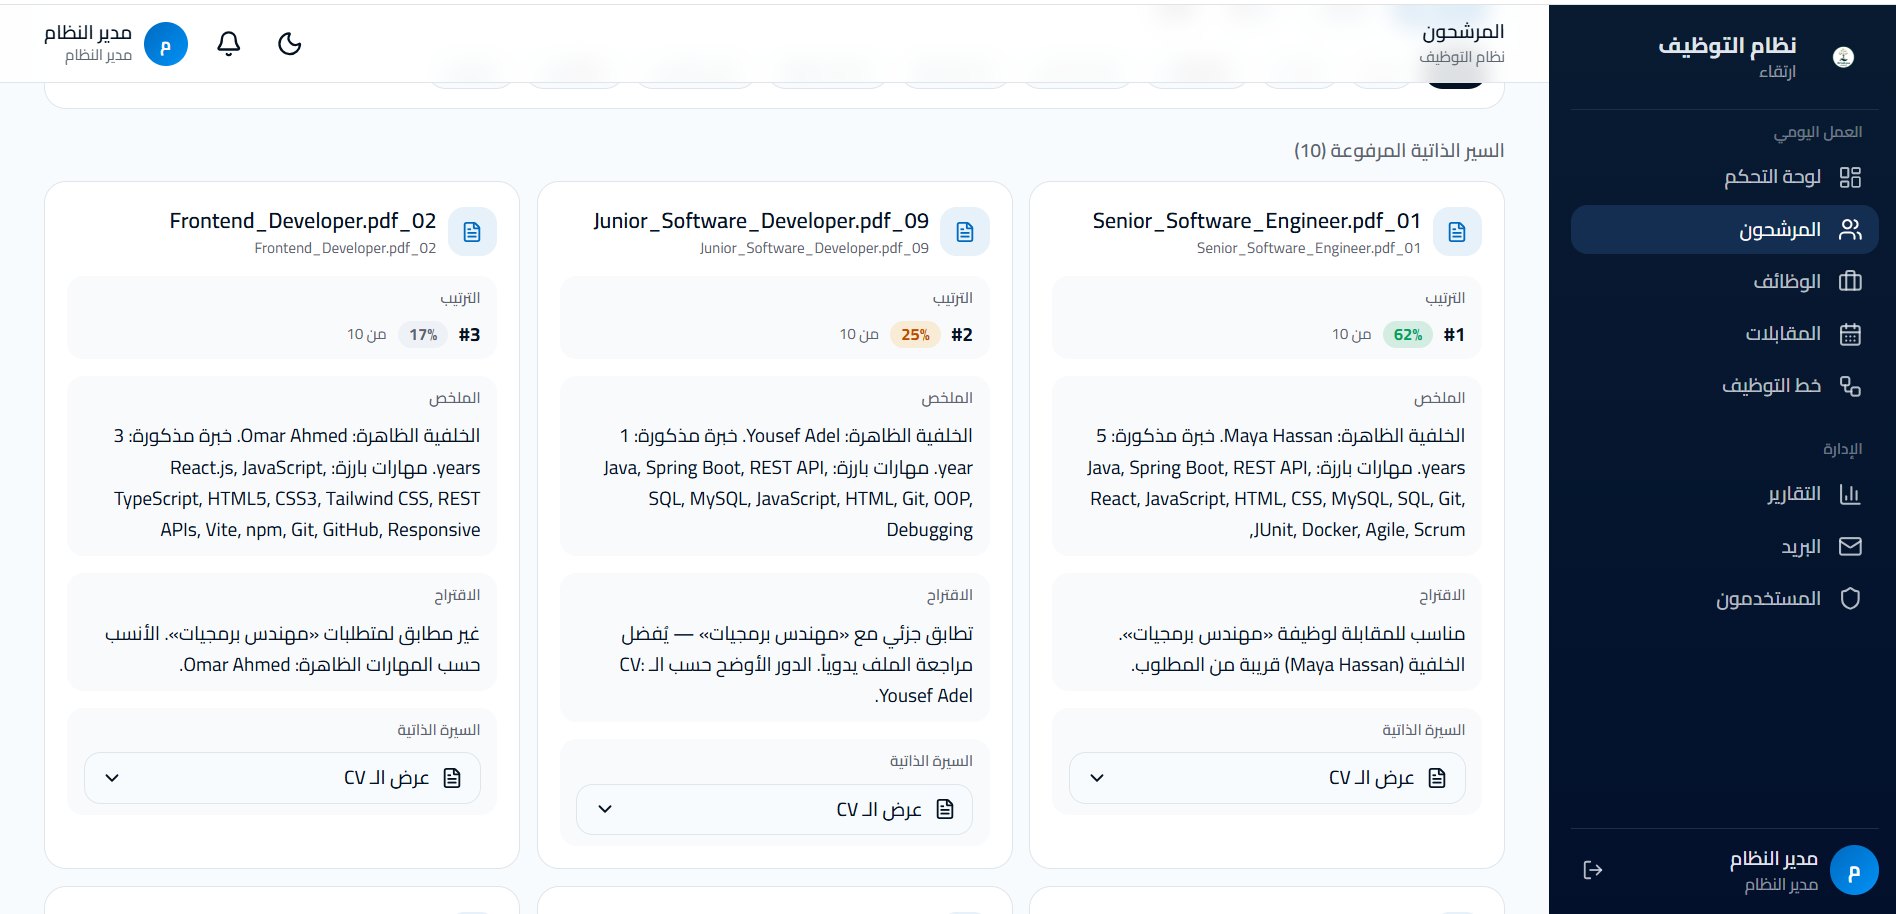 نظام التوظيف
ارتقاء
العمل اليومي
لوحة التحكم
المرشحون
الوظائف
المقابلات
خط التوظيف
الإدارة
التقارير
البريد
المستخدمون
مدير النظام
مدير النظام
م
المرشحون
نظام التوظيف
م
مدير النظام
مدير النظام
السير الذاتية المرفوعة (10)
Senior_Software_Engineer.pdf_01
Senior_Software_Engineer.pdf_01
الترتيب
#1 62% من 10
الملخص
الخلفية الظاهرة: Maya Hassan. خبرة مذكورة: 5
years. مهارات بارزة: Java, Spring Boot, REST API,
React, JavaScript, HTML, CSS, MySQL, SQL, Git,
JUnit, Docker, Agile, Scrum,
الاقتراح
مناسب للمقابلة لوظيفة «مهندس برمجيات».
الخلفية (Maya Hassan) قريبة من المطلوب.
السيرة الذاتية
عرض الـ CV
Junior_Software_Developer.pdf_09
Junior_Software_Developer.pdf_09
الترتيب
#2 25% من 10
الملخص
الخلفية الظاهرة: Yousef Adel. خبرة مذكورة: 1
year. مهارات بارزة: Java, Spring Boot, REST API,
SQL, MySQL, JavaScript, HTML, Git, OOP,
Debugging
الاقتراح
تطابق جزئي مع «مهندس برمجيات» — يُفضل
مراجعة الملف يدوياً. الدور الأوضح حسب الـ CV:
Yousef Adel.
السيرة الذاتية
عرض الـ CV
Frontend_Developer.pdf_02
Frontend_Developer.pdf_02
الترتيب
#3 17% من 10
الملخص
الخلفية الظاهرة: Omar Ahmed. خبرة مذكورة: 3
years. مهارات بارزة: React.js, JavaScript,
TypeScript, HTML5, CSS3, Tailwind CSS, REST
APIs, Vite, npm, Git, GitHub, Responsive
الاقتراح
غير مطابق لمتطلبات «مهندس برمجيات». الأنسب
حسب المهارات الظاهرة: Omar Ahmed.
السيرة الذاتية
عرض الـ CV